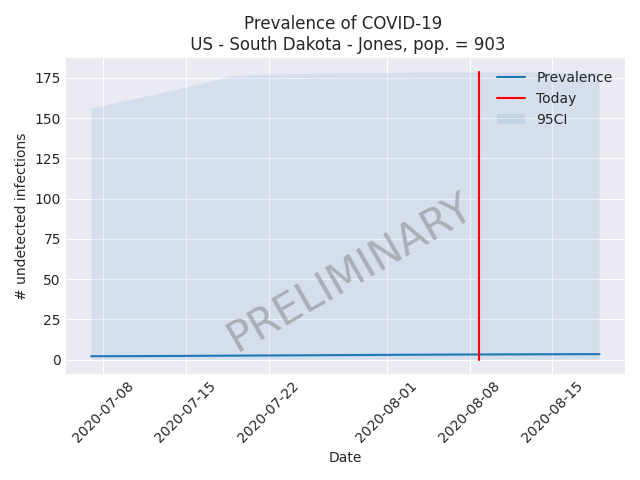 Prevalence of COVID-19
US - South Dakota - Jones, pop. = 903
175
150
125
100
75
50
25
0
# undetected infections
Prevalence
Today
95CI
PRELIMINARY
2020-07-08
2020-07-15
2020-07-22
2020-08-01
2020-08-08
2020-08-15
Date